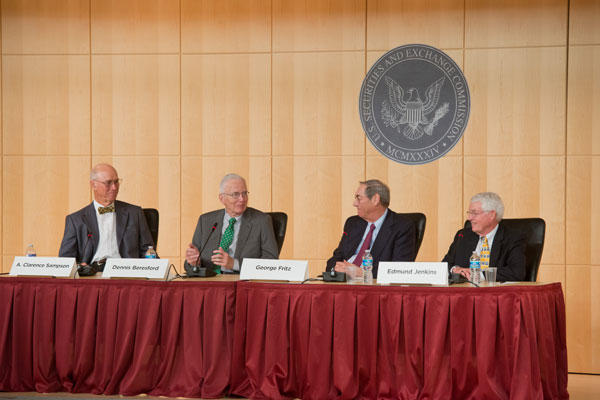 U.S. SECURITIES AND EXCHANGE COMMISSION
MCMXXXIV
A. Clarence Sampson
Dennis Beresford
George Fritz
Edmund Jenkins